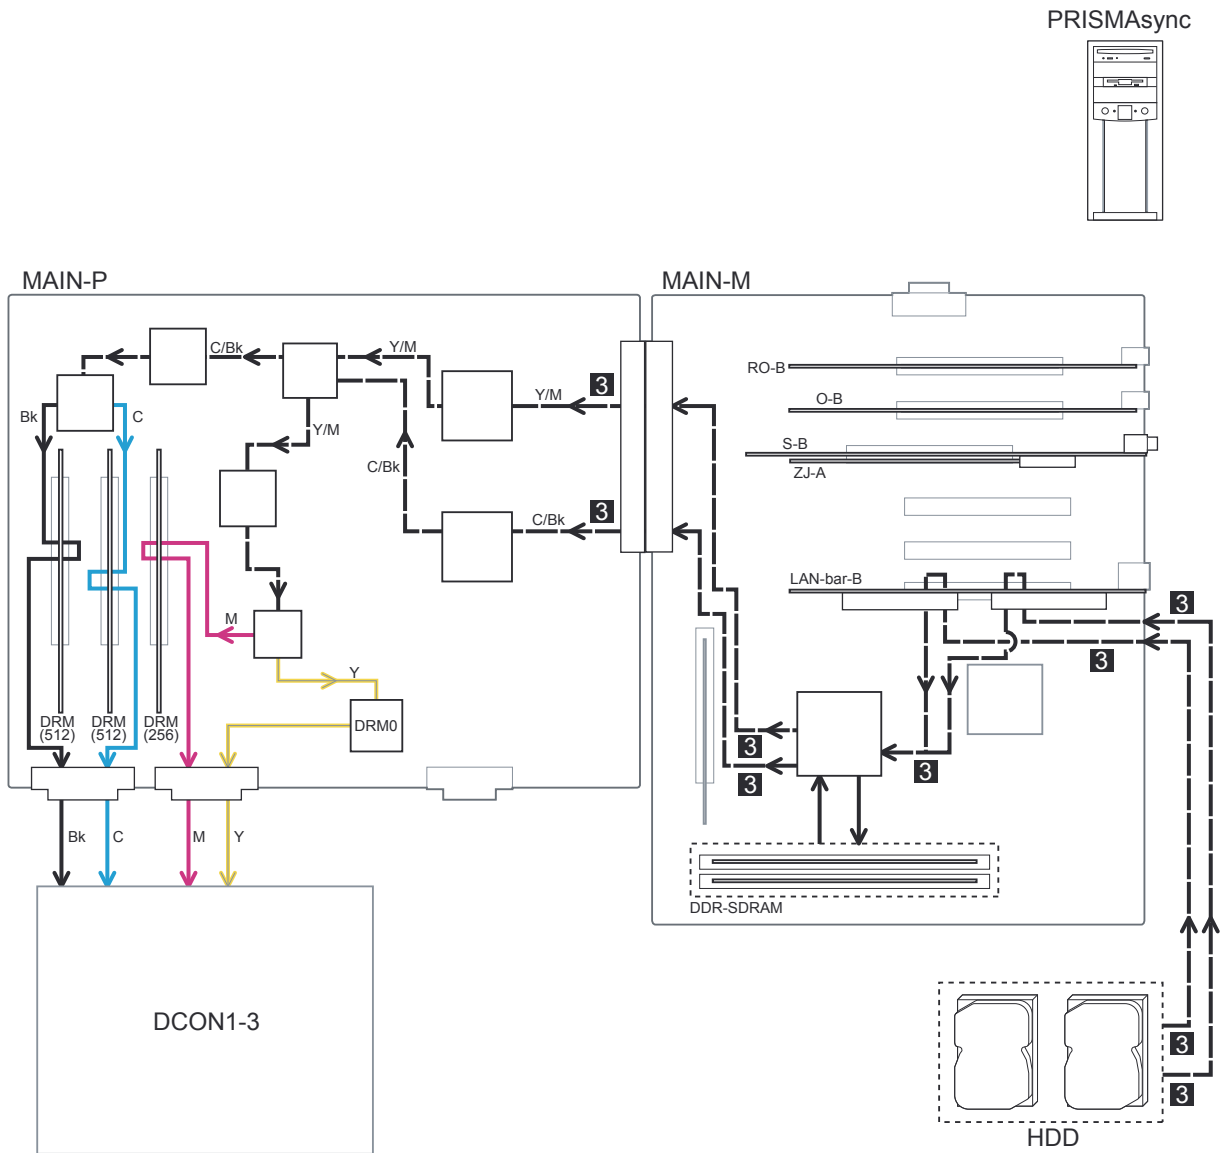 PRISMAsync
MAIN-P
MAIN-M
C/Bk
Y/M
RO-B
3
Y/M
O-B
Bk
C
Y/M
S-B
C/Bk
ZJ-A
3
C/Bk
LAN-bar-B
3
M
3
Y
DRM
(512)
DRM
(512)
DRM
(256)
DRM0
3
3
3
Bk
C
M
Y
DDR-SDRAM
DCON1-3
3
3
HDD